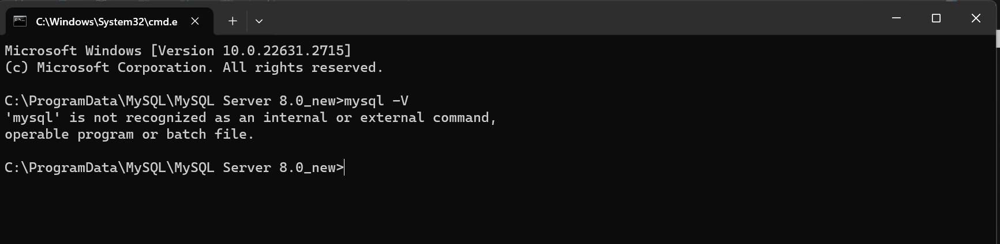 C:\Windows\System32\cmd.e
Microsoft Windows [Version 10.0.22631.2715]
(c) Microsoft Corporation. All rights reserved.
C:\ProgramData\MySQL\MySQL Server 8.0_new>mysql -V
'mysql' is not recognized as an internal or external command,
operable program or batch file.
C:\ProgramData\MySQL\MySQL Server 8.0_new>